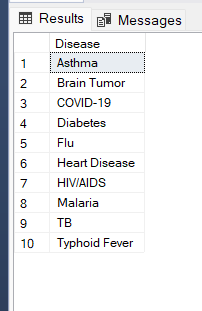 Results Messages
Disease
1 Asthma
2 Brain Tumor
3 COVID-19
4 Diabetes
5 Flu
6 Heart Disease
7 HIV/AIDS
8 Malaria
9 TB
10 Typhoid Fever